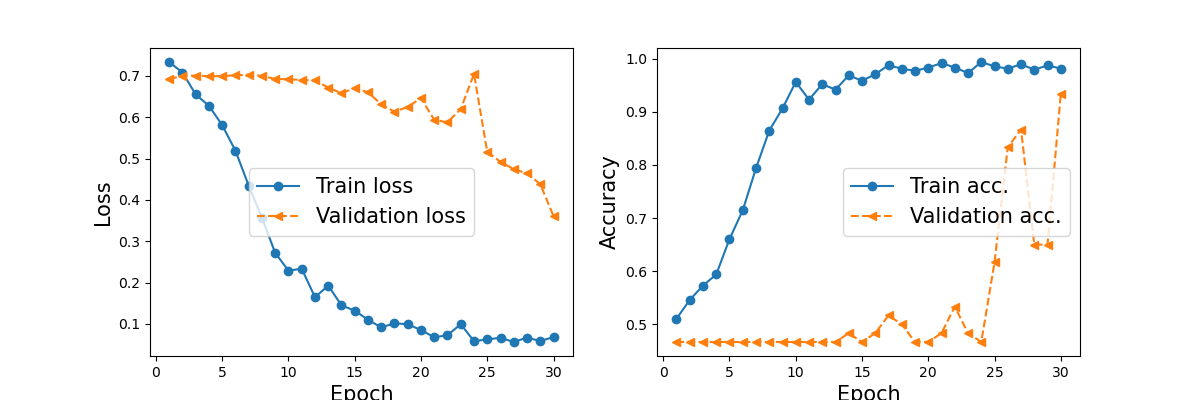 0.7
0.6
0.5
0.4
0.3
0.2
0.1
Loss
Train loss
Validation loss
0 5 10 15 20 25 30
Epoch
1.0
0.9
0.8
0.7
0.6
0.5
Accuracy
Train acc.
Validation acc.
0 5 10 15 20 25 30
Epoch